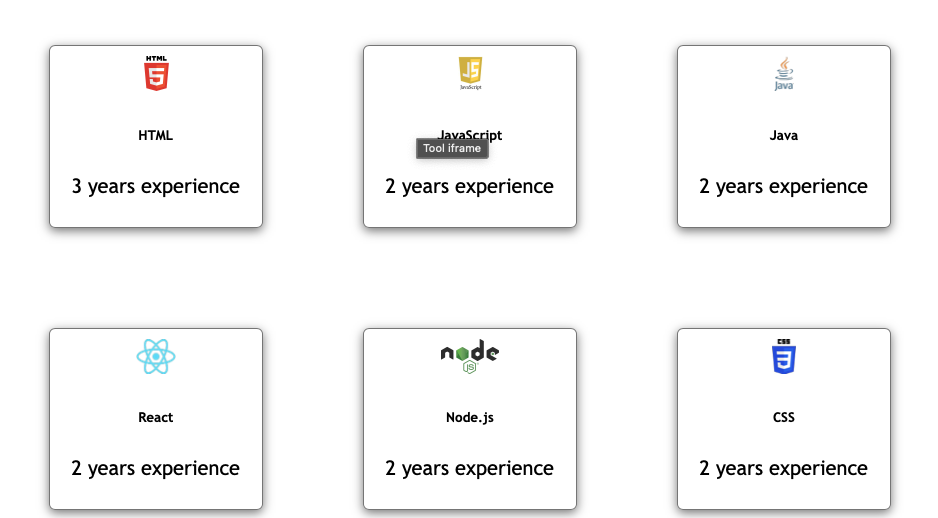 HTML
5
JS
JavaScript
Java
HTML
JavaScript
Java
Tool iframe
3 years experience
2 years experience
2 years experience
node
JS
CSS
3
React
Node.js
CSS
2 years experience
2 years experience
2 years experience